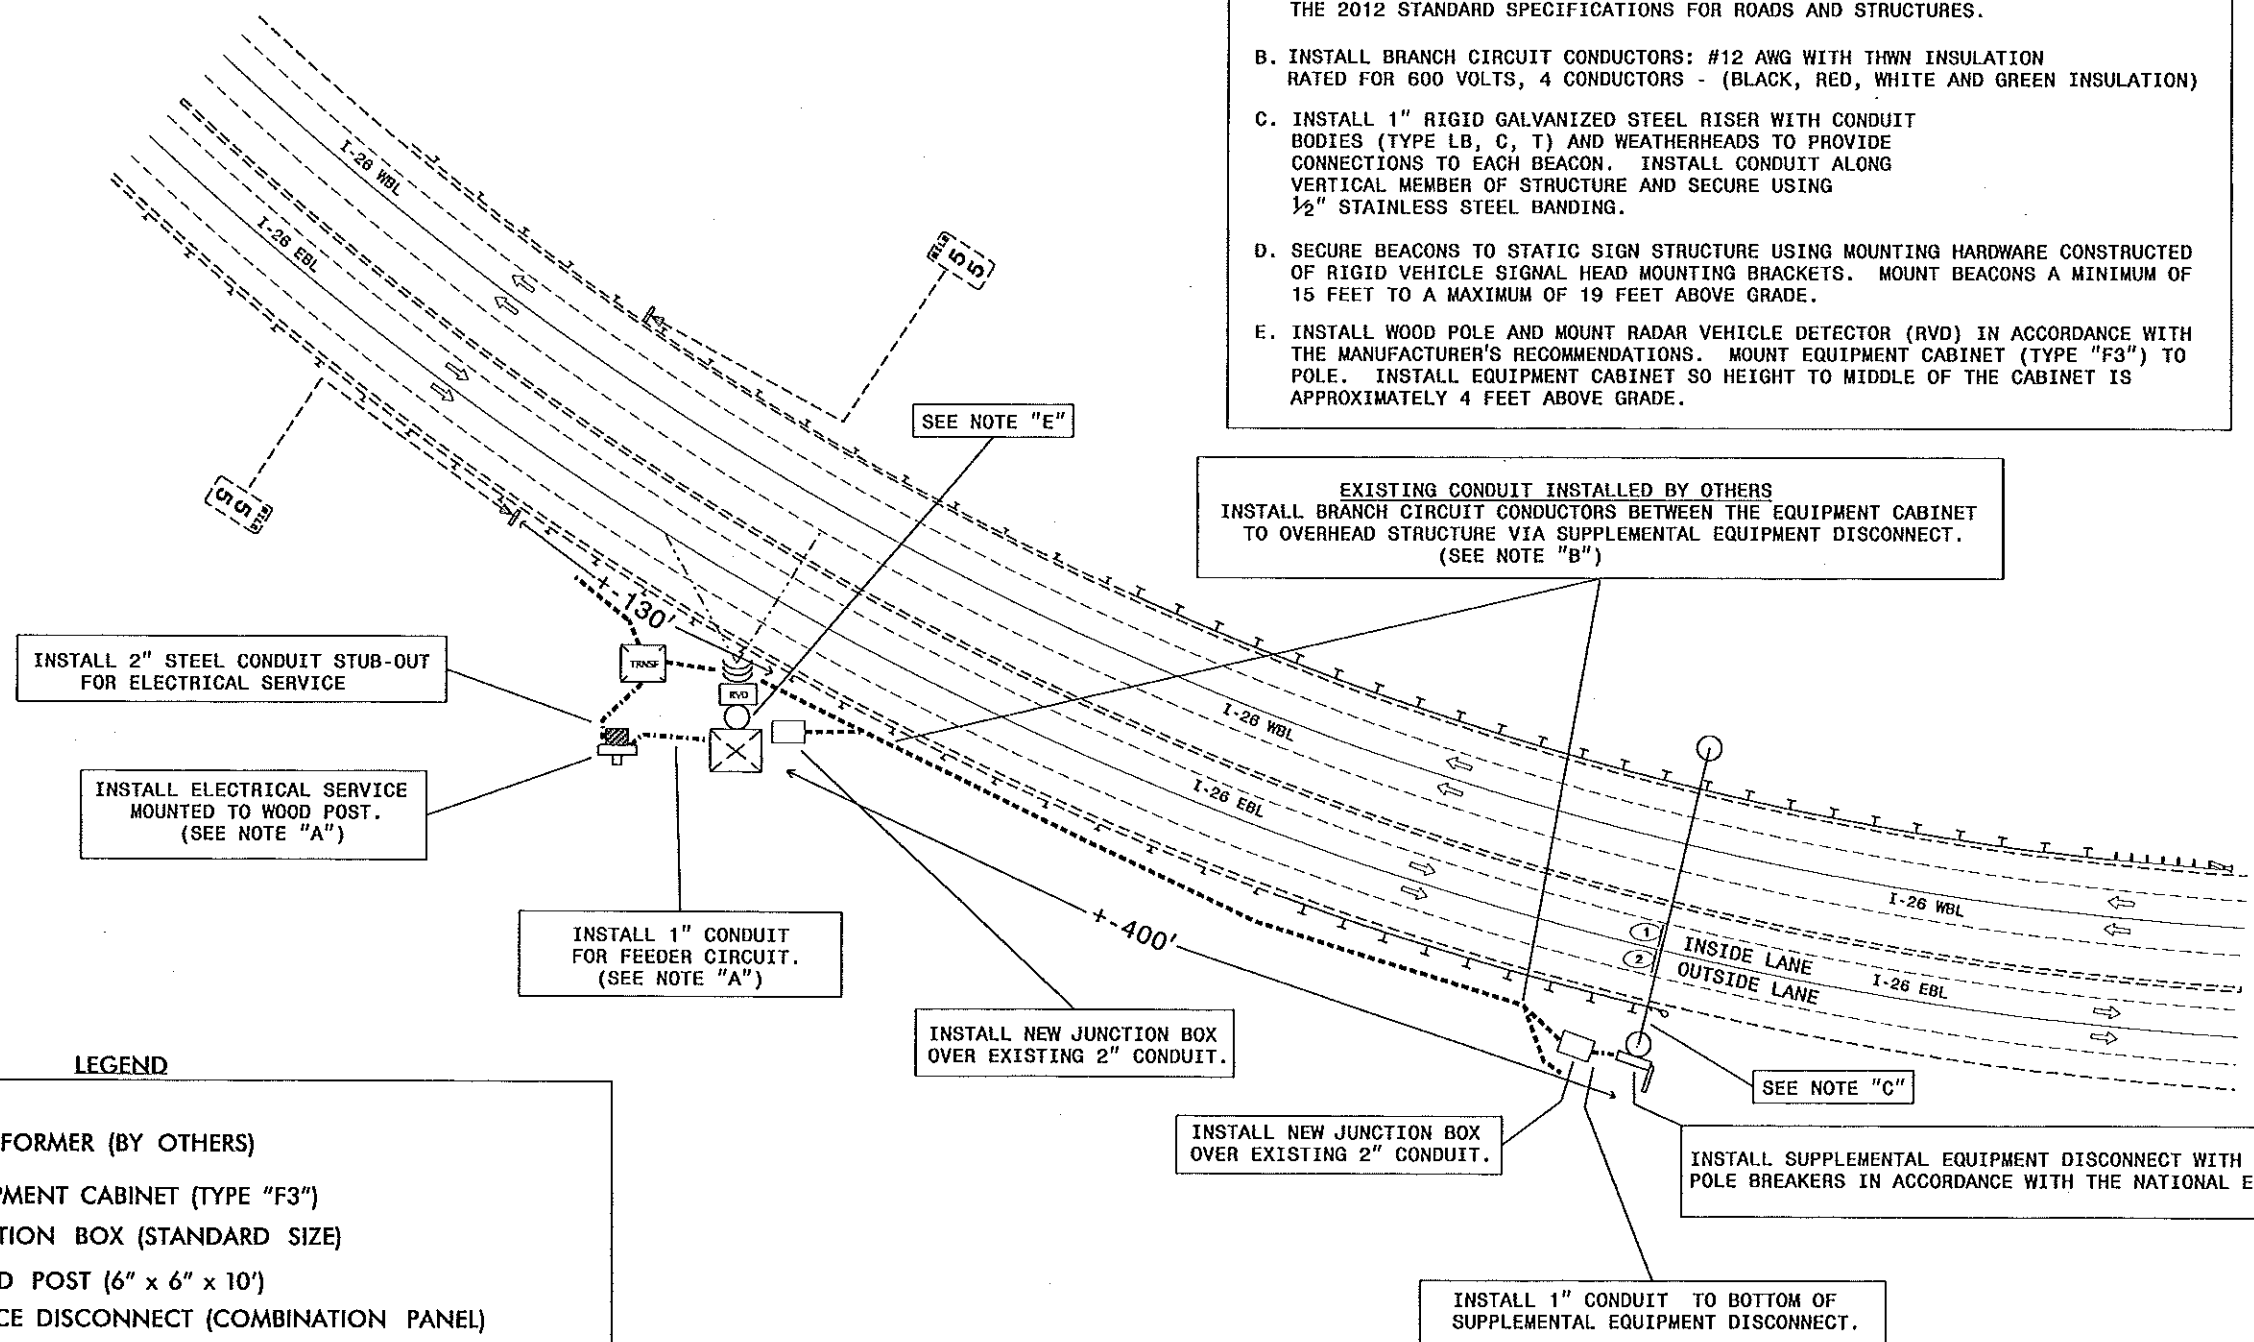 THE 2012 STANDARD SPECIFICATIONS FOR ROADS AND STRUCTURES.
B. INSTALL BRANCH CIRCUIT CONDUCTORS: #12 AWG WITH THWN INSULATION
RATED FOR 600 VOLTS, 4 CONDUCTORS - (BLACK, RED, WHITE AND GREEN INSULATION)
C. INSTALL 1" RIGID GALVANIZED STEEL RISER WITH CONDUIT
BODIES (TYPE LB, C, T) AND WEATHERHEADS TO PROVIDE
CONNECTIONS TO EACH BEACON. INSTALL CONDUIT ALONG
VERTICAL MEMBER OF STRUCTURE AND SECURE USING
½" STAINLESS STEEL BANDING.
D. SECURE BEACONS TO STATIC SIGN STRUCTURE USING MOUNTING HARDWARE CONSTRUCTED
OF RIGID VEHICLE SIGNAL HEAD MOUNTING BRACKETS. MOUNT BEACONS A MINIMUM OF
15 FEET TO A MAXIMUM OF 19 FEET ABOVE GRADE.
E. INSTALL WOOD POLE AND MOUNT RADAR VEHICLE DETECTOR (RVD) IN ACCORDANCE WITH
THE MANUFACTURER'S RECOMMENDATIONS. MOUNT EQUIPMENT CABINET (TYPE "F3") TO
POLE. INSTALL EQUIPMENT CABINET SO HEIGHT TO MIDDLE OF THE CABINET IS
APPROXIMATELY 4 FEET ABOVE GRADE.
I-26 WBL
I-26 EBL
MILE
55
MILE
55
SEE NOTE "E"
EXISTING CONDUIT INSTALLED BY OTHERS
INSTALL BRANCH CIRCUIT CONDUCTORS BETWEEN THE EQUIPMENT CABINET
TO OVERHEAD STRUCTURE VIA SUPPLEMENTAL EQUIPMENT DISCONNECT.
(SEE NOTE "B")
+-130'
TRNSF
RVD
INSTALL 2" STEEL CONDUIT STUB-OUT
FOR ELECTRICAL SERVICE
INSTALL ELECTRICAL SERVICE
MOUNTED TO WOOD POST.
(SEE NOTE "A")
INSTALL 1" CONDUIT
FOR FEEDER CIRCUIT.
(SEE NOTE "A")
I-26 WBL
I-26 EBL
+-400'
1
2
INSIDE LANE
OUTSIDE LANE
I-26 WBL
I-26 EBL
INSTALL NEW JUNCTION BOX
OVER EXISTING 2" CONDUIT.
SEE NOTE "C"
INSTALL NEW JUNCTION BOX
OVER EXISTING 2" CONDUIT.
INSTALL SUPPLEMENTAL EQUIPMENT DISCONNECT WITH
POLE BREAKERS IN ACCORDANCE WITH THE NATIONAL E
INSTALL 1" CONDUIT TO BOTTOM OF
SUPPLEMENTAL EQUIPMENT DISCONNECT.
LEGEND
FORMER (BY OTHERS)
PMENT CABINET (TYPE "F3")
TION BOX (STANDARD SIZE)
D POST (6" x 6" x 10')
CE DISCONNECT (COMBINATION PANEL)